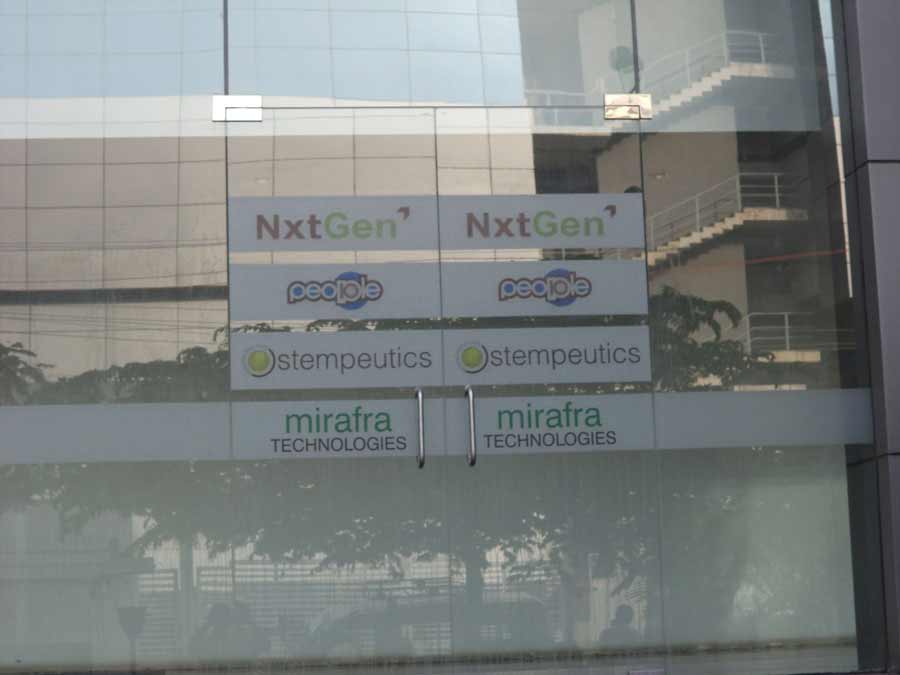 NxtGen NxtGen
people people
stempeutics stempeutics
mirafra mirafra
TECHNOLOGIES TECHNOLOGIES